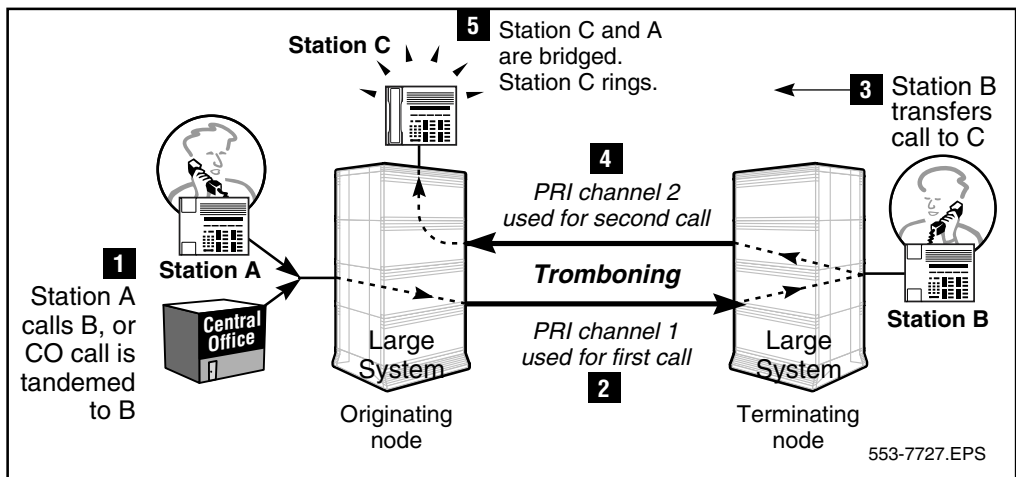 Station C
5 Station C and A
are bridged.
Station C rings.
3 Station B
transfers
call to C
4
PRI channel 2
used for second call
1
Station A
Station A
calls B, or
CO call is
tandemed
to B
Central
Office
Tromboning
Station B
Large
System
PRI channel 1
used for first call
2
Large
System
Originating
node
Terminating
node
553-7727.EPS